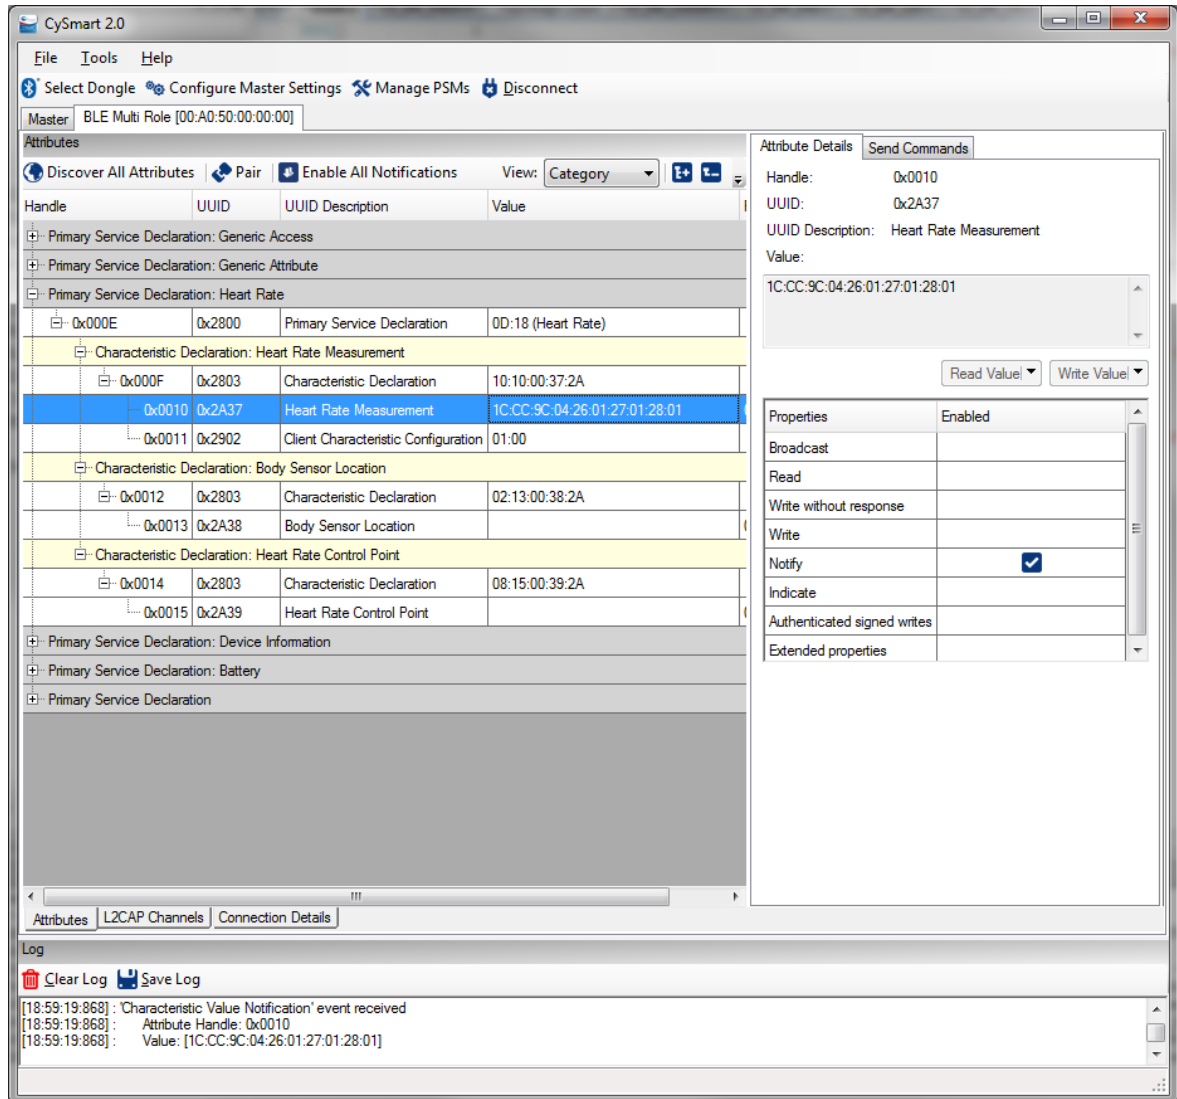 CySmart 2.0
File Tools Help
Select Dongle Configure Master Settings Manage PSMs Disconnect
Master BLE Multi Role [00:A0:50:00:00:00]
Attributes
Discover All Attributes Pair Enable All Notifications View: Category
Handle UUID UUID Description Value
Primary Service Declaration: Generic Access
Primary Service Declaration: Generic Attribute
Primary Service Declaration: Heart Rate
0x000E 0x2800 Primary Service Declaration 0D:18 (Heart Rate)
Characteristic Declaration: Heart Rate Measurement
0x000F 0x2803 Characteristic Declaration 10:10:00:37:2A
0x0010 0x2A37 Heart Rate Measurement 1C:CC:9C:04:26:01:27:01:28:01
0x0011 0x2902 Client Characteristic Configuration 01:00
Characteristic Declaration: Body Sensor Location
0x0012 0x2803 Characteristic Declaration 02:13:00:38:2A
0x0013 0x2A38 Body Sensor Location
Characteristic Declaration: Heart Rate Control Point
0x0014 0x2803 Characteristic Declaration 08:15:00:39:2A
0x0015 0x2A39 Heart Rate Control Point
Primary Service Declaration: Device Information
Primary Service Declaration: Battery
Primary Service Declaration
Attributes L2CAP Channels Connection Details
Attribute Details Send Commands
Handle: 0x0010
UUID: 0x2A37
UUID Description: Heart Rate Measurement
Value:
1C:CC:9C:04:26:01:27:01:28:01
Read Value Write Value
Properties Enabled
Broadcast
Read
Write without response
Write
Notify
Indicate
Authenticated signed writes
Extended properties
Log
Clear Log Save Log
[18:59:19:868] : 'Characteristic Value Notification' event received
[18:59:19:868] : Attribute Handle: 0x0010
[18:59:19:868] : Value: [1C:CC:9C:04:26:01:27:01:28:01]